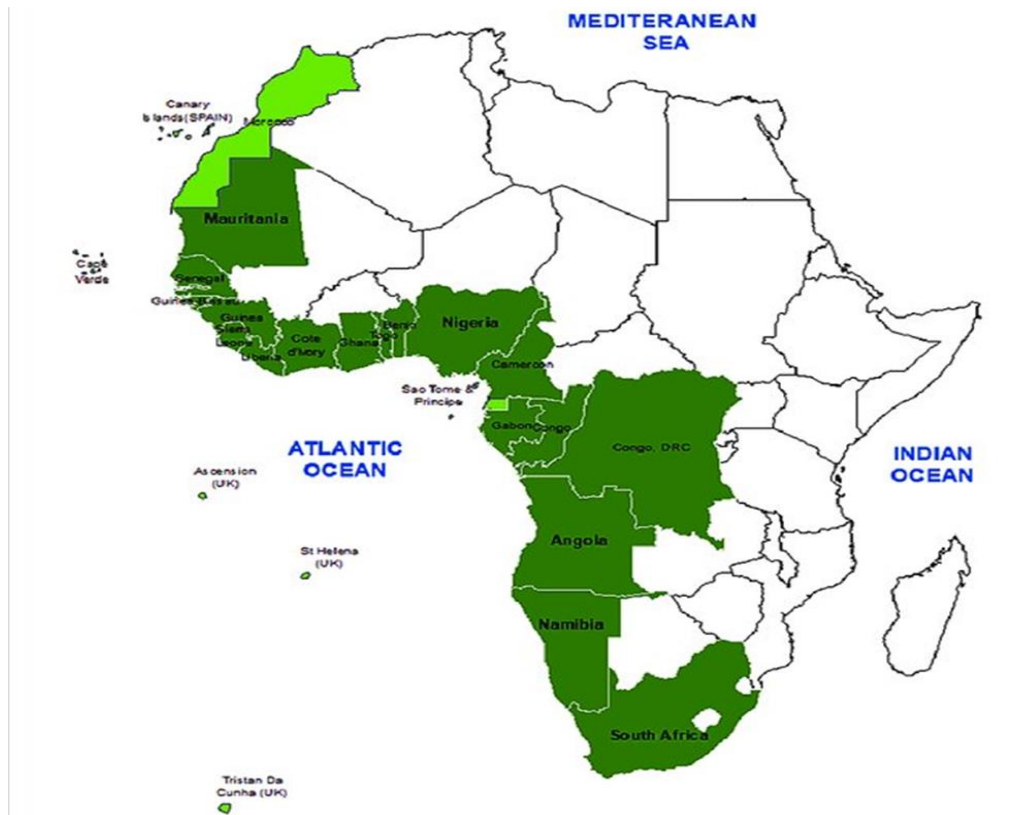 MEDITERANEAN
SEA
Canary
Islands(SPAIN)
Morocco
Mauritania
Cape
Verde
Senegal
Guinea-Bissau
Guinea
Sierra
Leone
Liberia
Cote
d'Ivory
Ghana
Togo
Benin
Nigeria
Cameroon
Sao Tome &
Principe
Gabon
Congo
Congo, DRC
ATLANTIC
OCEAN
INDIAN
OCEAN
Ascension
(UK)
St Hellena
(UK)
Angola
Namibia
South Africa
Tristan Da
Cunha (UK)